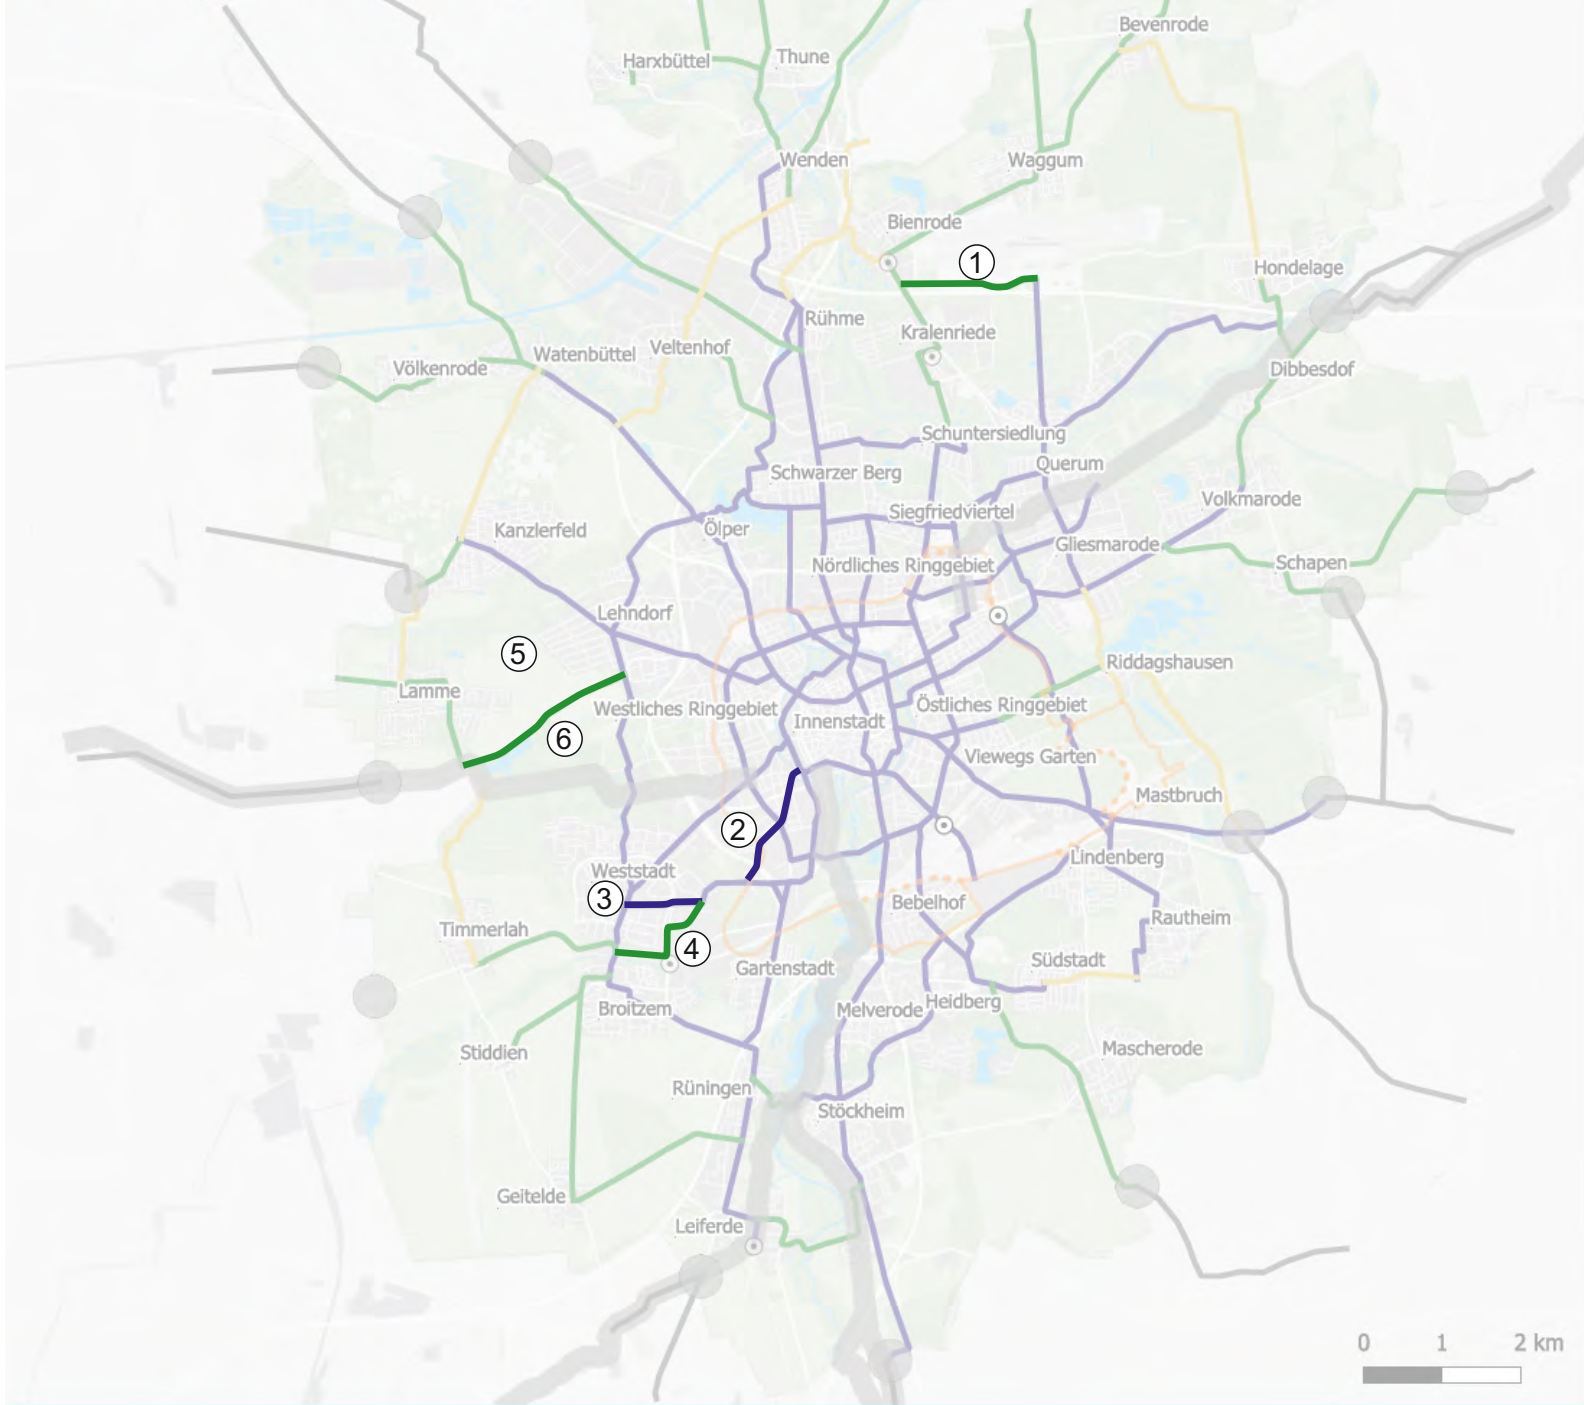 Bevenrode
Harxbüttel
Thune
Wenden
Waggum
Bienrode
1
Hondelage
Rühme
Kralenriede
Völkenrode
Watenbüttel
Veltenhof
Dibbesdof
Schuntersiedlung
Schwarzer Berg
Querum
Volkmarode
Kanzlerfeld
Ölper
Siegfriedviertel
Gliesmarode
Nördliches Ringgebiet
Schapen
Lehndorf
5
Riddagshausen
Lamme
Westliches Ringgebiet
Innenstadt
Östliches Ringgebiet
6
Viewegs Garten
Mastbruch
2
Weststadt
Lindenberg
3
Bebelhof
Rautheim
Timmerlah
4
Gartenstadt
Südstadt
Broitzem
Melverode
Heidberg
Stiddien
Mascherode
Rüningen
Stöckheim
Geitelde
Leiferde
0 1 2 km